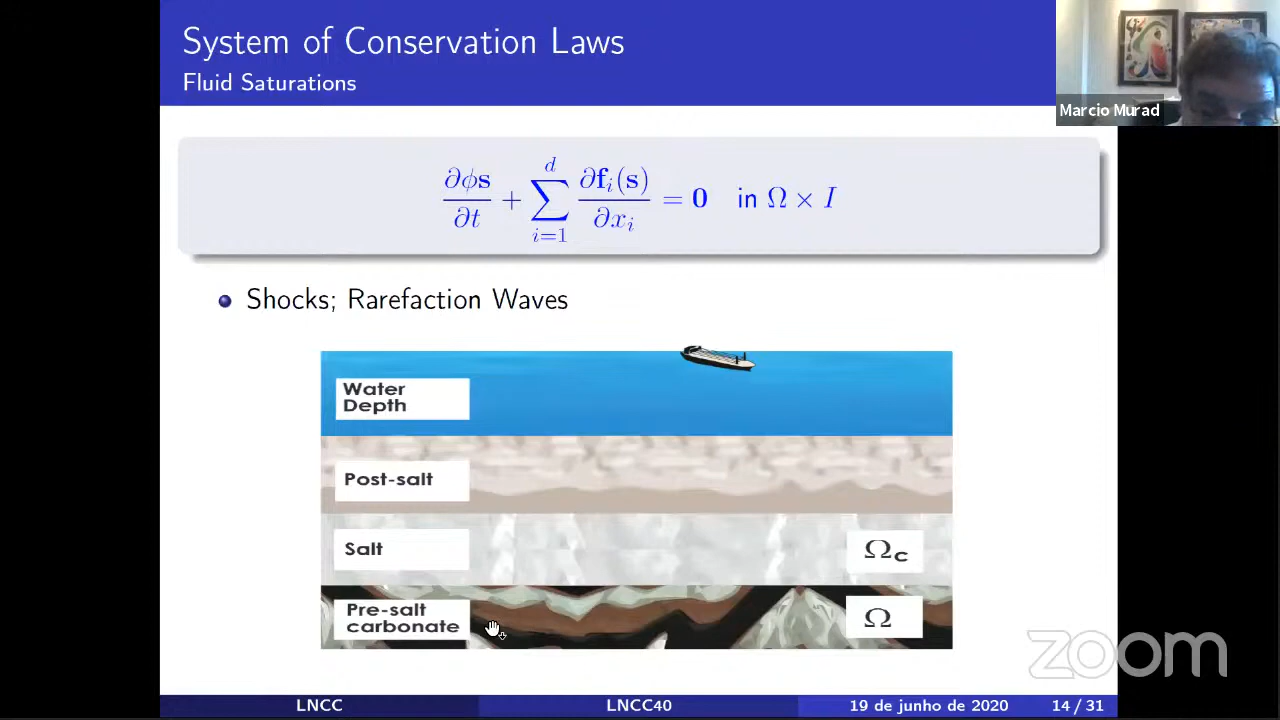 System of Conservation Laws
Fluid Saturations
Marcio Murad
∂ϕs/∂t + ∑_{i=1}^{d} ∂f_i(s)/∂x_i = 0 in Ω × I
Shocks; Rarefaction Waves
Water
Depth
Post-salt
Salt
Ωc
Pre-salt
carbonate
Ω
zoom
LNCC LNCC40 19 de junho de 2020 14 / 31